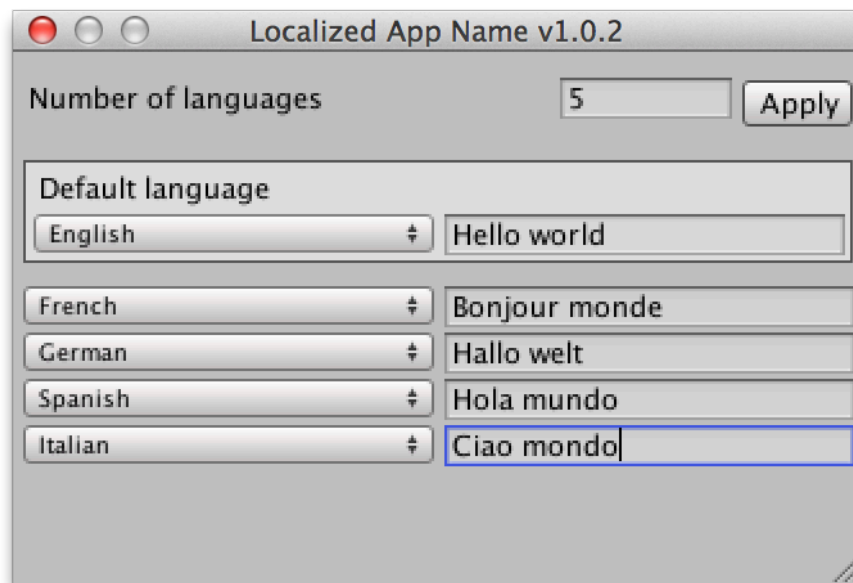 Localized App Name v1.0.2
Number of languages 5 Apply
Default language
English Hello world
French Bonjour monde
German Hallo welt
Spanish Hola mundo
Italian Ciao mondo